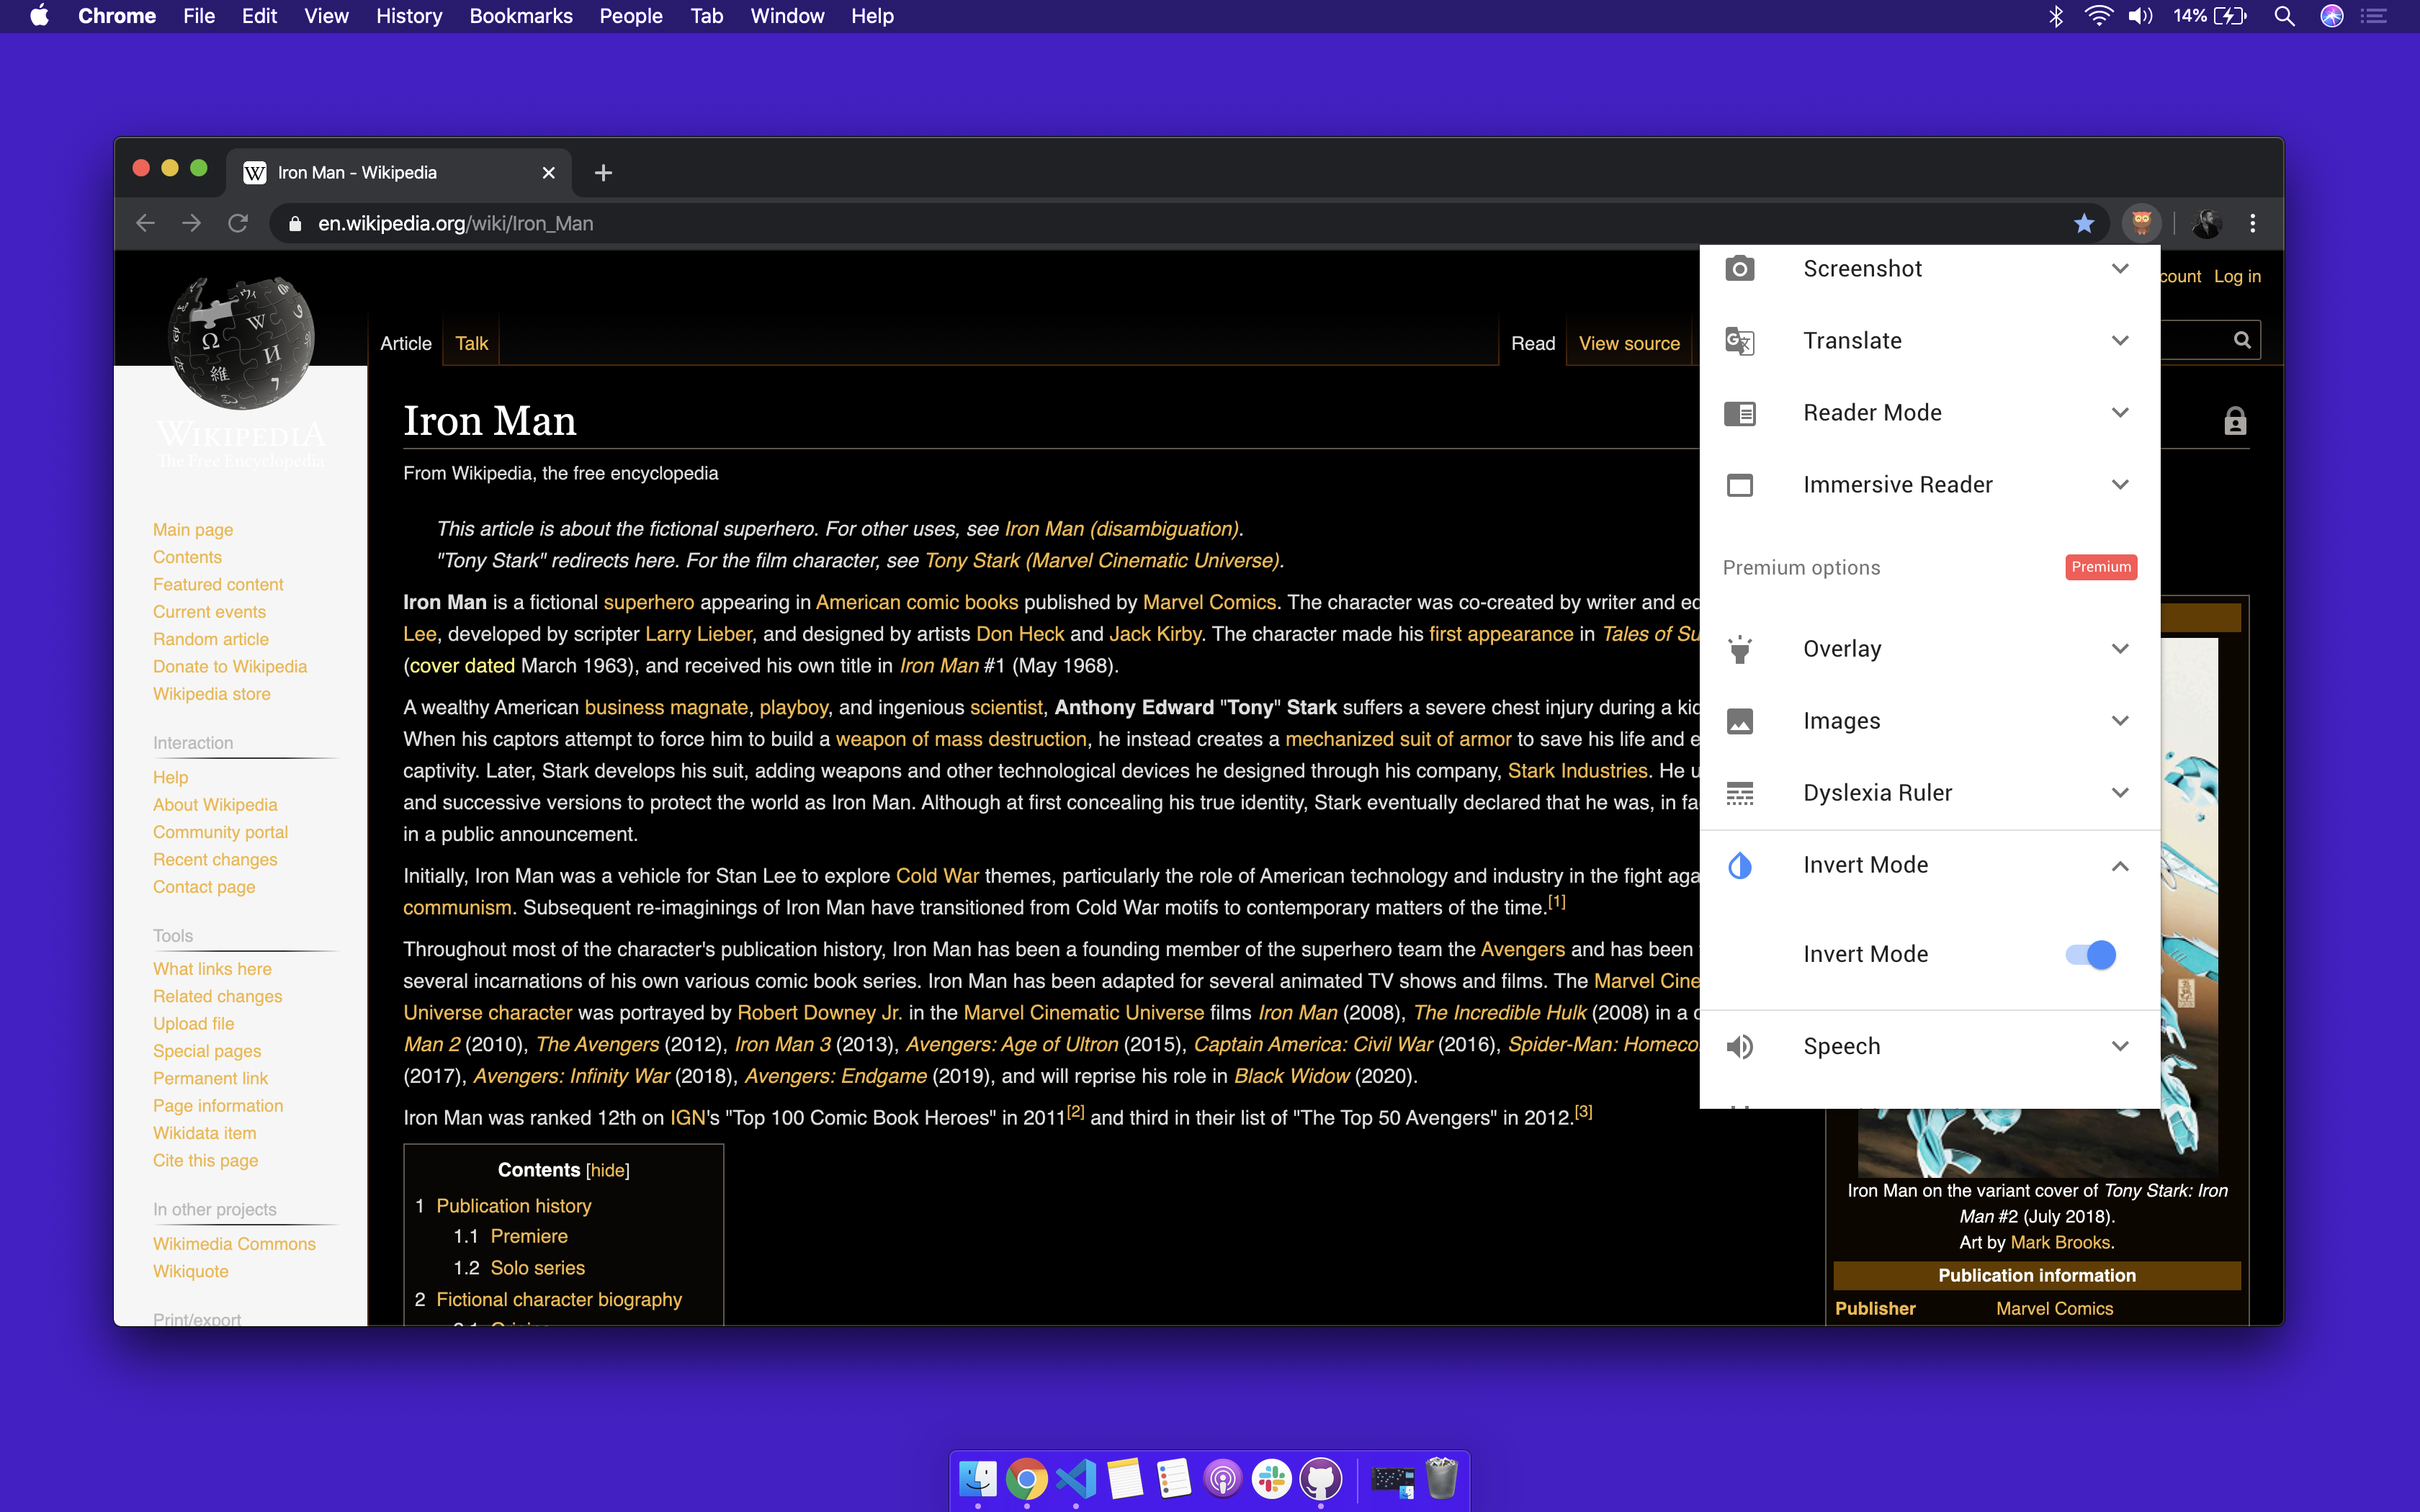 Chrome File Edit View History Bookmarks People Tab Window Help
14%
Iron Man - Wikipedia
en.wikipedia.org/wiki/Iron_Man
count Log in
Article Talk Read View source
WIKIPEDIA
The Free Encyclopedia
Main page
Contents
Featured content
Current events
Random article
Donate to Wikipedia
Wikipedia store
Interaction
Help
About Wikipedia
Community portal
Recent changes
Contact page
Tools
What links here
Related changes
Upload file
Special pages
Permanent link
Page information
Wikidata item
Cite this page
In other projects
Wikimedia Commons
Wikiquote
Print/export
Iron Man
From Wikipedia, the free encyclopedia
This article is about the fictional superhero. For other uses, see Iron Man (disambiguation).
"Tony Stark" redirects here. For the film character, see Tony Stark (Marvel Cinematic Universe).
Iron Man is a fictional superhero appearing in American comic books published by Marvel Comics. The character was co-created by writer and
Lee, developed by scripter Larry Lieber, and designed by artists Don Heck and Jack Kirby. The character made his first appearance in Tales of Su
(cover dated March 1963), and received his own title in Iron Man #1 (May 1968).
A wealthy American business magnate, playboy, and ingenious scientist, Anthony Edward "Tony" Stark suffers a severe chest injury during a kid
When his captors attempt to force him to build a weapon of mass destruction, he instead creates a mechanized suit of armor to save his life and e
captivity. Later, Stark develops his suit, adding weapons and other technological devices he designed through his company, Stark Industries. He u
and successive versions to protect the world as Iron Man. Although at first concealing his true identity, Stark eventually declared that he was, in fa
in a public announcement.
Initially, Iron Man was a vehicle for Stan Lee to explore Cold War themes, particularly the role of American technology and industry in the fight aga
communism. Subsequent re-imaginings of Iron Man have transitioned from Cold War motifs to contemporary matters of the time.[1]
Throughout most of the character's publication history, Iron Man has been a founding member of the superhero team the Avengers and has been
several incarnations of his own various comic book series. Iron Man has been adapted for several animated TV shows and films. The Marvel Cine
Universe character was portrayed by Robert Downey Jr. in the Marvel Cinematic Universe films Iron Man (2008), The Incredible Hulk (2008) in a
Man 2 (2010), The Avengers (2012), Iron Man 3 (2013), Avengers: Age of Ultron (2015), Captain America: Civil War (2016), Spider-Man: Homeco
(2017), Avengers: Infinity War (2018), Avengers: Endgame (2019), and will reprise his role in Black Widow (2020).
Iron Man was ranked 12th on IGN's "Top 100 Comic Book Heroes" in 2011[2] and third in their list of "The Top 50 Avengers" in 2012.[3]
Contents [hide]
1 Publication history
1.1 Premiere
1.2 Solo series
2 Fictional character biography
Screenshot
Translate
Reader Mode
Immersive Reader
Premium options Premium
Overlay
Images
Dyslexia Ruler
Invert Mode
Invert Mode
Speech
Iron Man on the variant cover of Tony Stark: Iron
Man #2 (July 2018).
Art by Mark Brooks.
Publication information
Publisher Marvel Comics